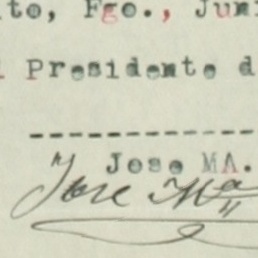 to, Fgo., Juni
l Presidente d
------------
Jose MA.
Jose Ma